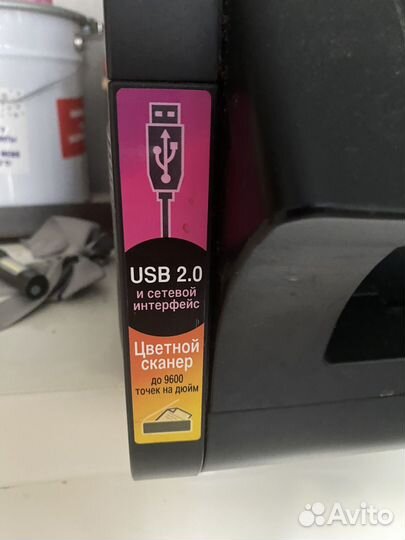 USB 2.0
и сетевой
интерфейс
Цветной
сканер
до 9600
точек на дюйм
Avito